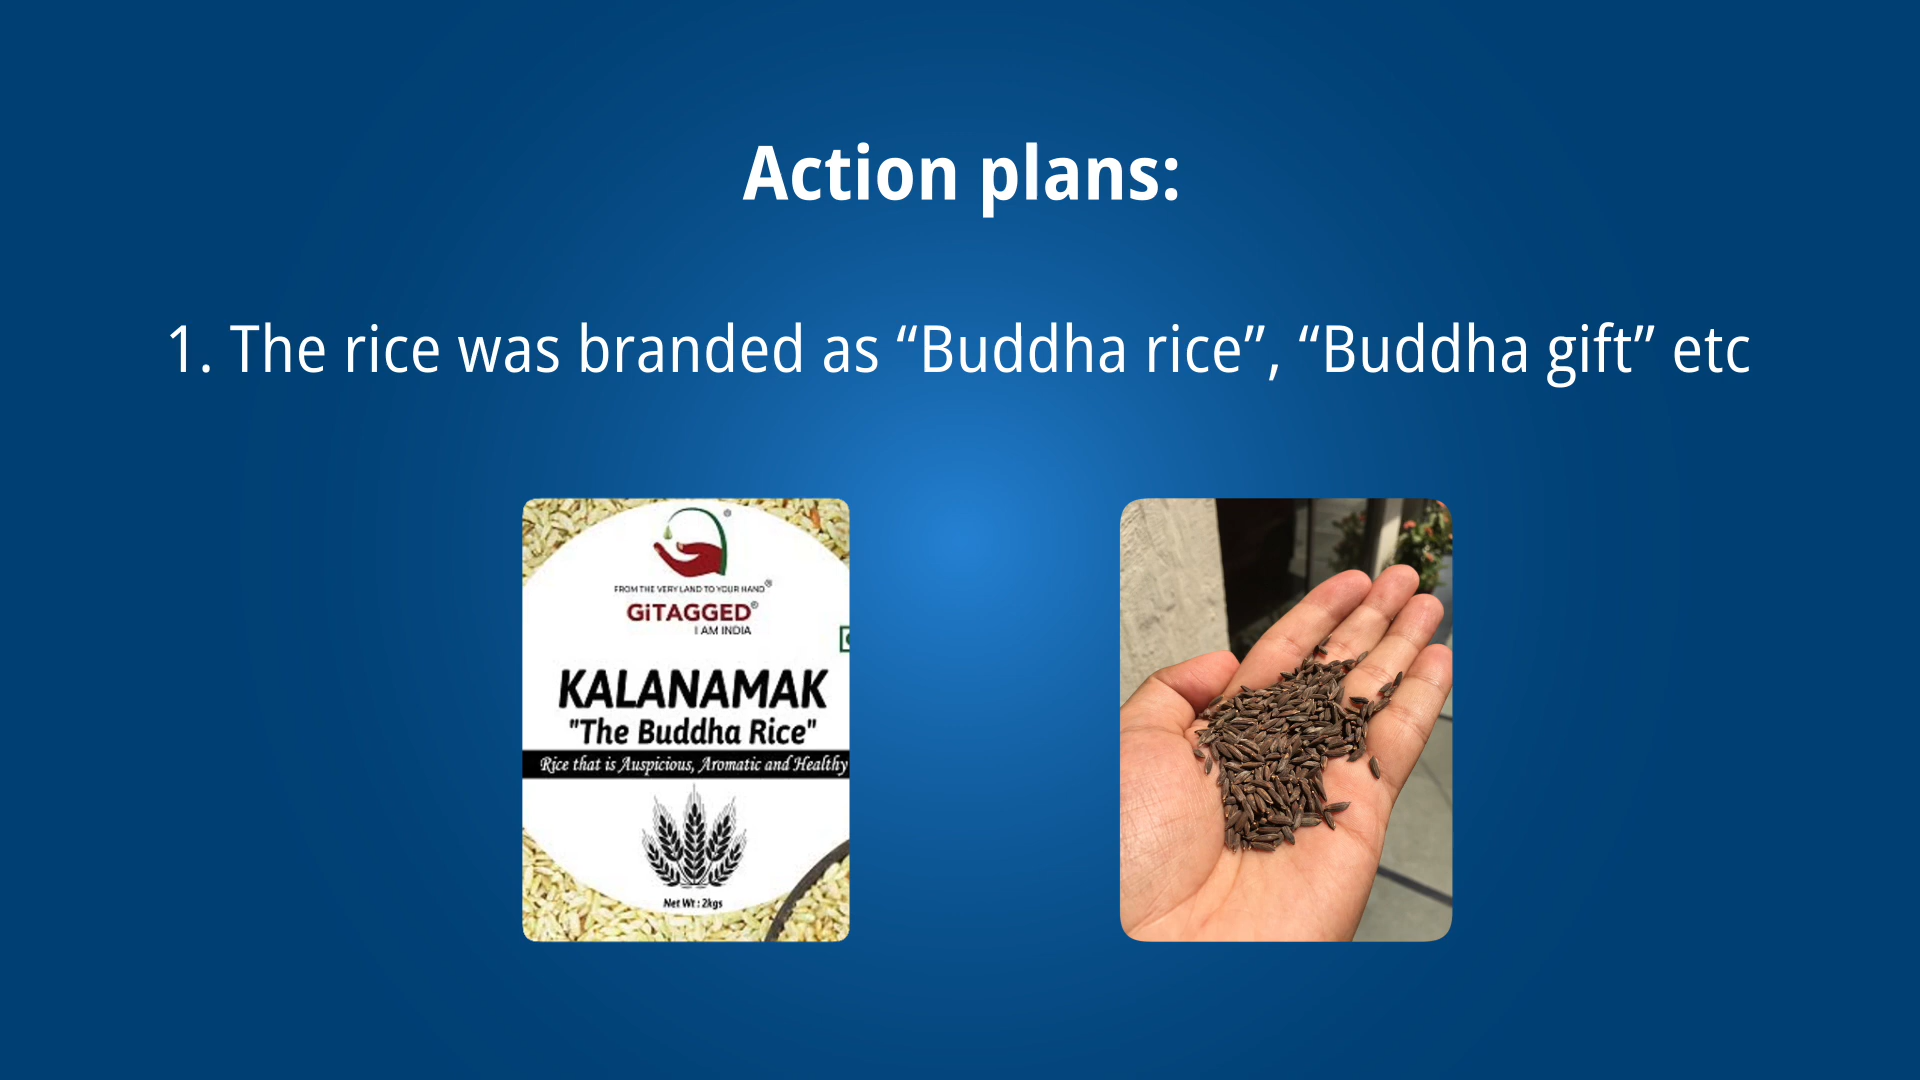 Action plans:
1. The rice was branded as “Buddha rice”, “Buddha gift” etc
FROM THE VERY LAND TO YOUR HAND®
GiTAGGED®
I AM INDIA
KALANAMAK
"The Buddha Rice"
Rice that is Auspicious, Aromatic and Healthy
Net Wt : 2kgs